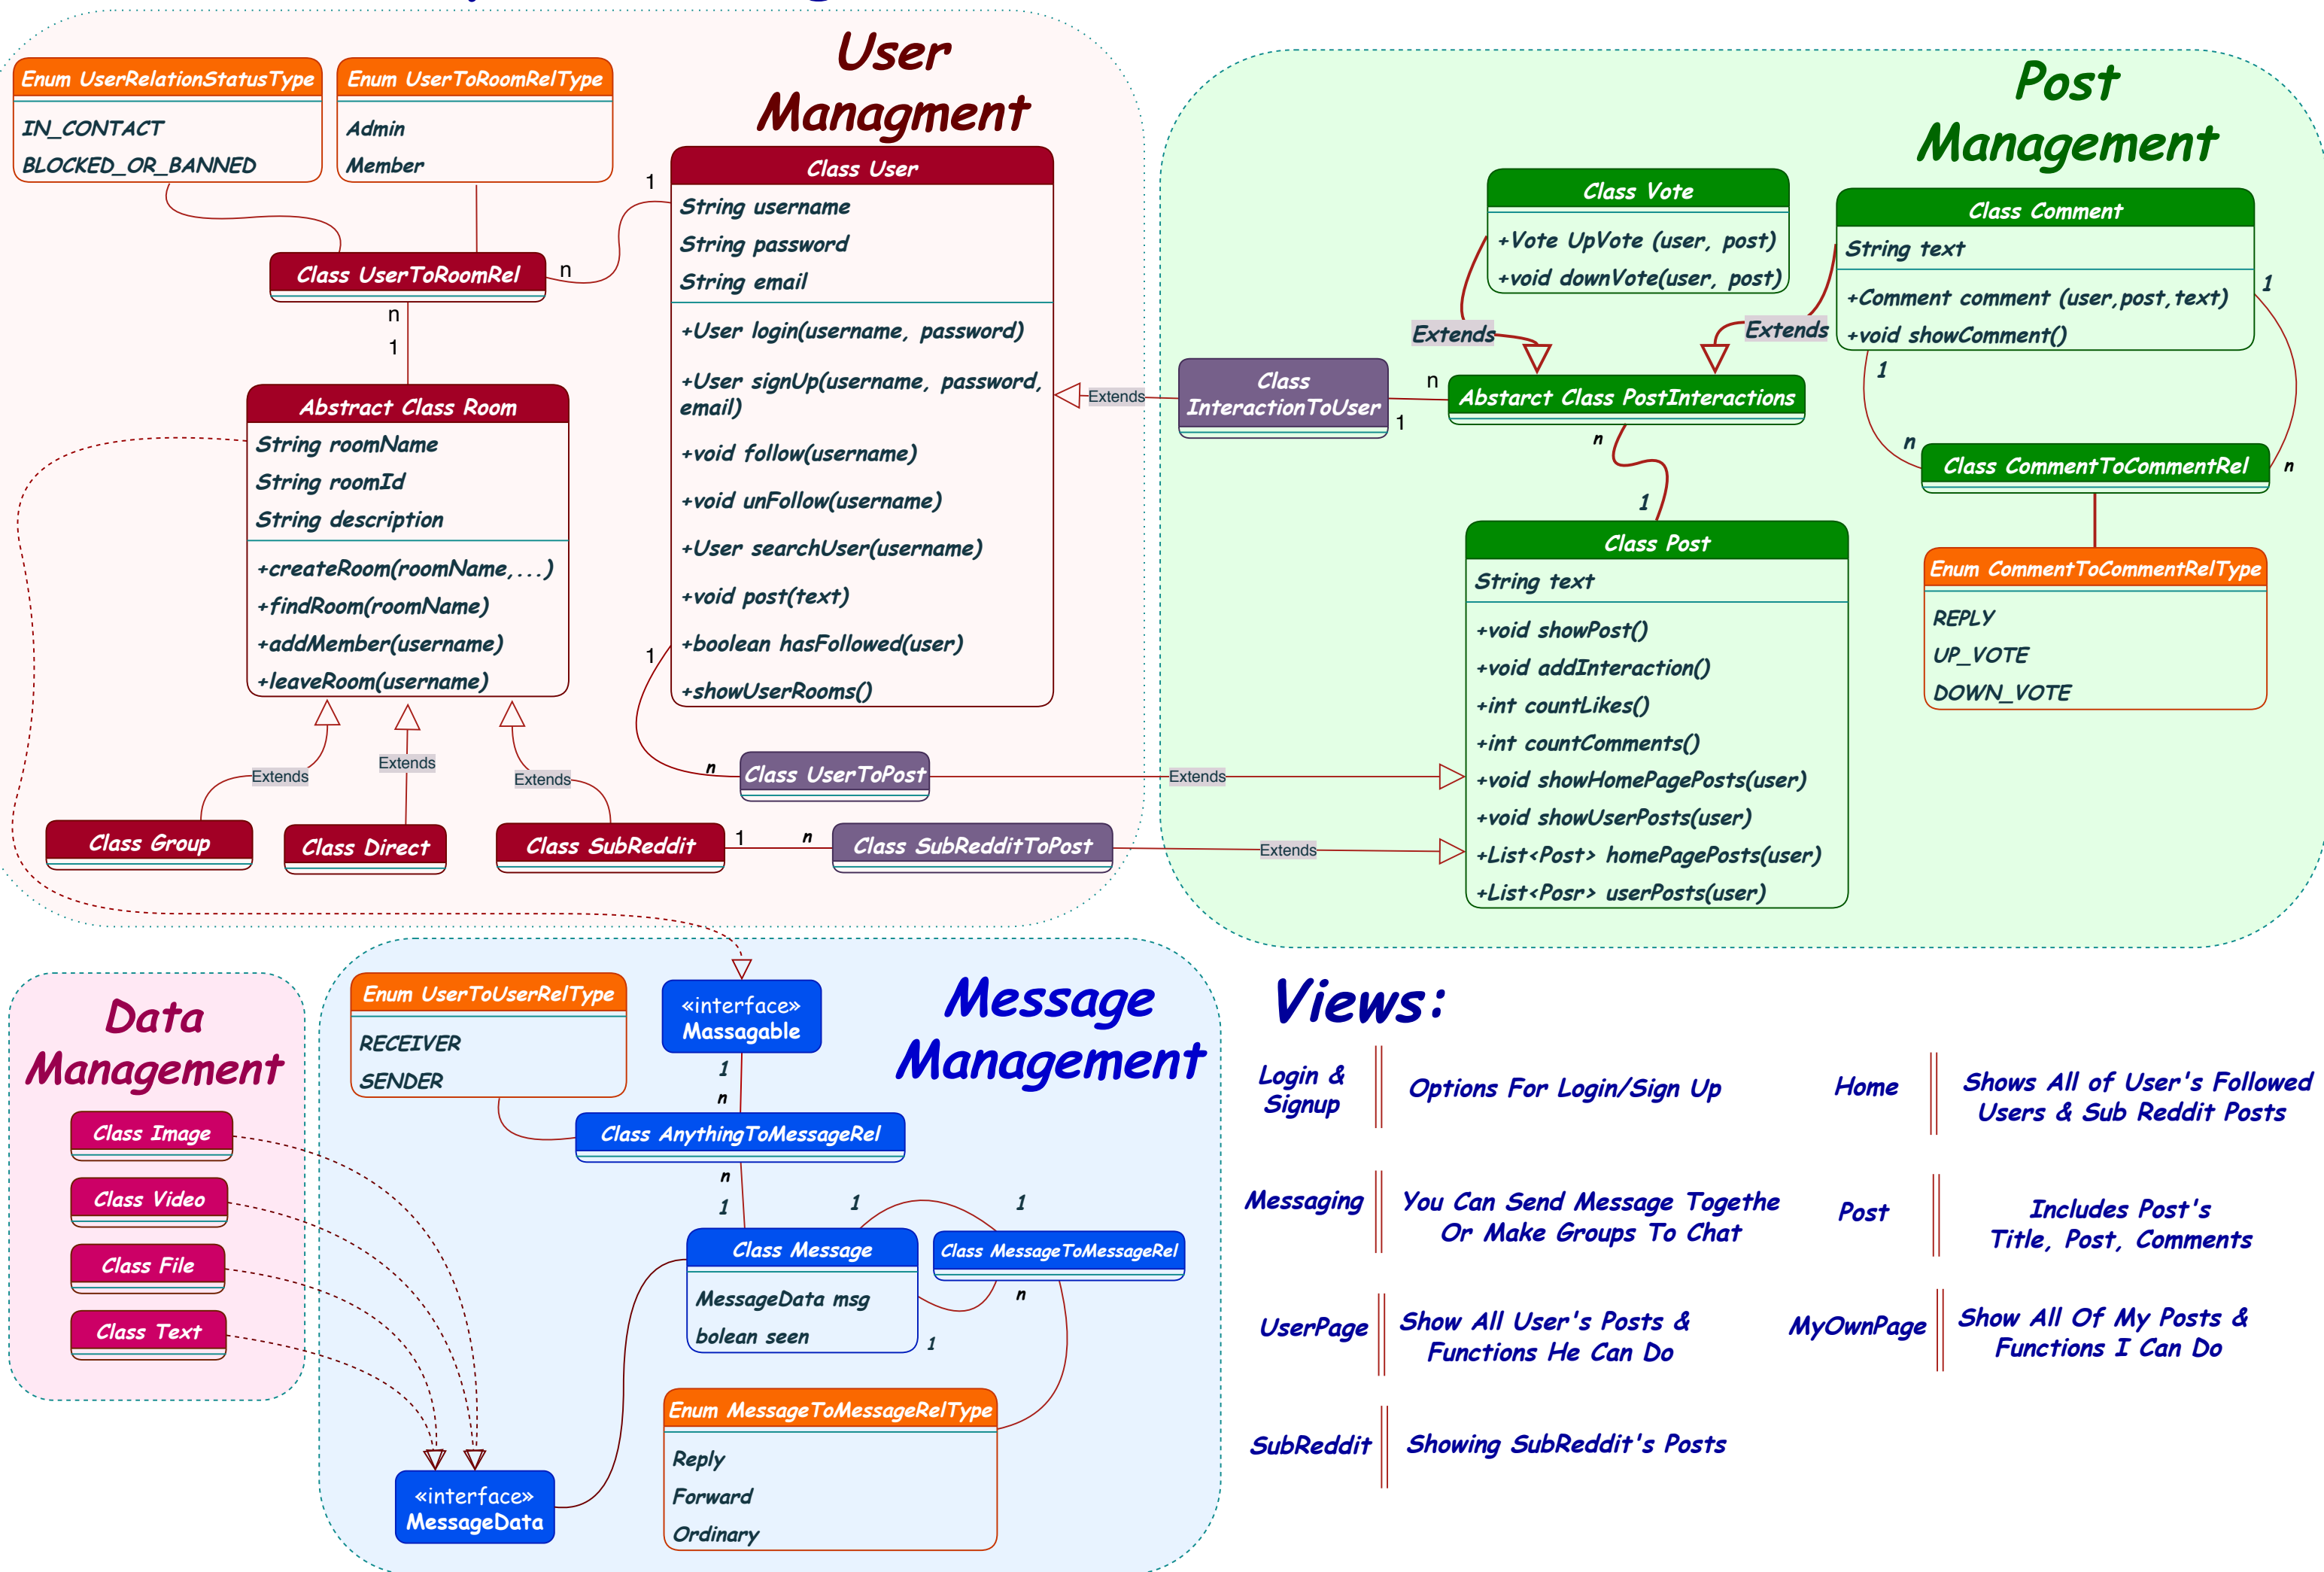 User
Managment
Enum UserRelationStatusType
IN_CONTACT
BLOCKED_OR_BANNED
Enum UserToRoomRelType
Admin
Member
Class UserToRoomRel
1
n
n
1
Abstract Class Room
String roomName
String roomId
String description
+createRoom(roomName,...)
+findRoom(roomName)
+addMember(username)
+leaveRoom(username)
Extends
Extends
Extends
Class Group
Class Direct
Class SubReddit
Class User
String username
String password
String email
+User login(username, password)
+User signUp(username, password,
email)
+void follow(username)
+void unFollow(username)
+User searchUser(username)
+void post(text)
+boolean hasFollowed(user)
+showUserRooms()
1
n
Class UserToPost
Extends
1
n
Class SubRedditToPost
Extends
Extends
Class
InteractionToUser
n
1
Post
Management
Class Vote
+Vote UpVote (user, post)
+void downVote(user, post)
Extends
Class Comment
String text
+Comment comment (user,post,text)
+void showComment()
Extends
1
1
n
n
Abstarct Class PostInteractions
n
1
Class CommentToCommentRel
Enum CommentToCommentRelType
REPLY
UP_VOTE
DOWN_VOTE
Class Post
String text
+void showPost()
+void addInteraction()
+int countLikes()
+int countComments()
+void showHomePagePosts(user)
+void showUserPosts(user)
+List<Post> homePagePosts(user)
+List<Posr> userPosts(user)
Data
Management
Class Image
Class Video
Class File
Class Text
Message
Management
Enum UserToUserRelType
RECEIVER
SENDER
«interface»
Massagable
1
n
Class AnythingToMessageRel
n
1
1
1
Class Message
MessageData msg
bolean seen
Class MessageToMessageRel
n
1
Enum MessageToMessageRelType
Reply
Forward
Ordinary
«interface»
MessageData
Views:
Login &
Signup
Options For Login/Sign Up
Home
Shows All of User's Followed
Users & Sub Reddit Posts
Messaging
You Can Send Message Togethe
Or Make Groups To Chat
Post
Includes Post's
Title, Post, Comments
UserPage
Show All User's Posts &
Functions He Can Do
MyOwnPage
Show All Of My Posts &
Functions I Can Do
SubReddit
Showing SubReddit's Posts